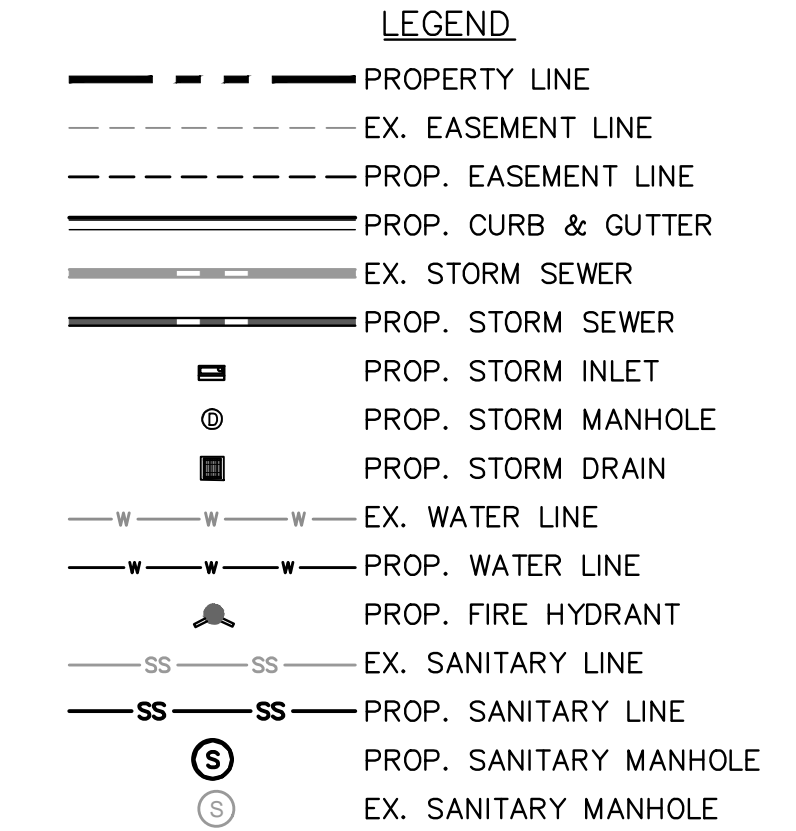 LEGEND
PROPERTY LINE
EX. EASEMENT LINE
PROP. EASEMENT LINE
PROP. CURB & GUTTER
EX. STORM SEWER
PROP. STORM SEWER
PROP. STORM INLET
D PROP. STORM MANHOLE
PROP. STORM DRAIN
W W W EX. WATER LINE
W W W PROP. WATER LINE
PROP. FIRE HYDRANT
SS SS EX. SANITARY LINE
SS SS PROP. SANITARY LINE
S PROP. SANITARY MANHOLE
S EX. SANITARY MANHOLE